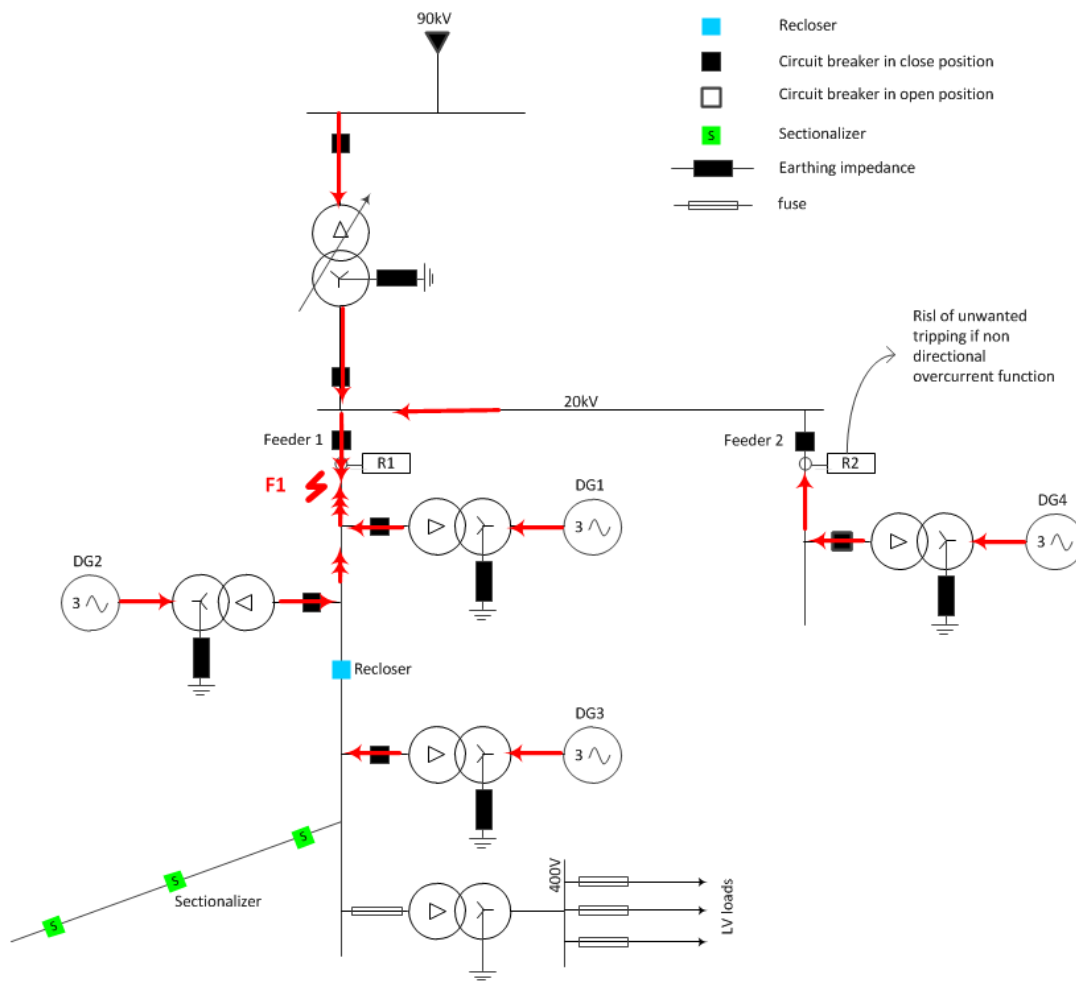 90kV
Recloser
Circuit breaker in close position
Circuit breaker in open position
S
Sectionalizer
Earthing impedance
fuse
Risl of unwanted
tripping if non
directional
overcurrent function
20kV
Feeder 1
R1
F1
Feeder 2
R2
DG1
3
DG4
3
DG2
3
Recloser
DG3
3
S
S
S
Sectionalizer
400V
LV loads